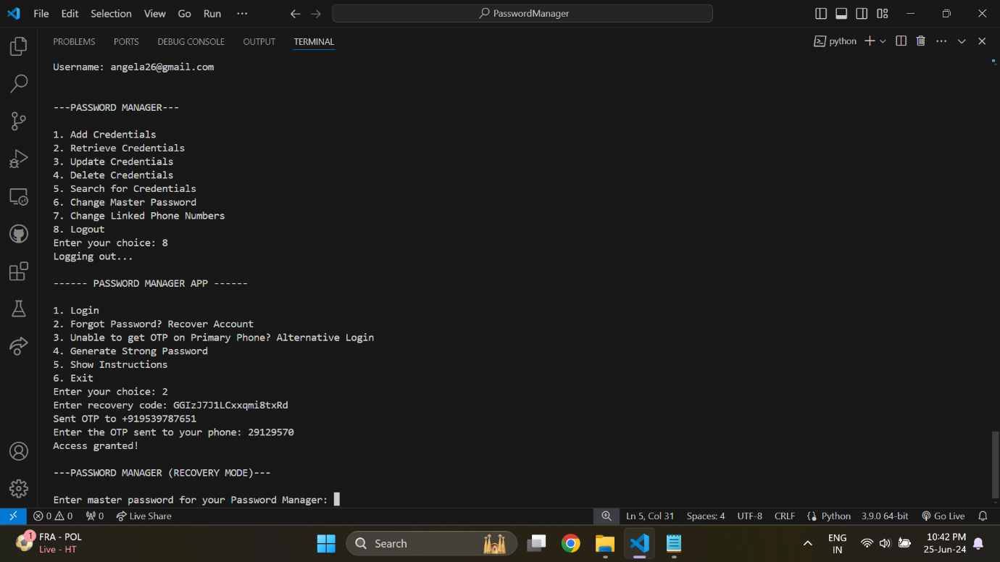 File Edit Selection View Go Run ···
PasswordManager
PROBLEMS PORTS DEBUG CONSOLE OUTPUT TERMINAL
python
Username: angela26@gmail.com
---PASSWORD MANAGER---
1. Add Credentials
2. Retrieve Credentials
3. Update Credentials
4. Delete Credentials
5. Search for Credentials
6. Change Master Password
7. Change Linked Phone Numbers
8. Logout
Enter your choice: 8
Logging out...
------ PASSWORD MANAGER APP ------
1. Login
2. Forgot Password? Recover Account
3. Unable to get OTP on Primary Phone? Alternative Login
4. Generate Strong Password
5. Show Instructions
6. Exit
Enter your choice: 2
Enter recovery code: GGIzJ7J1LCxxqmi8txRd
Sent OTP to +919539787651
Enter the OTP sent to your phone: 29129570
Access granted!
---PASSWORD MANAGER (RECOVERY MODE)---
Enter master password for your Password Manager:
0 0 0 Live Share Ln 5, Col 31 Spaces: 4 UTF-8 CRLF Python 3.9.0 64-bit Go Live
1
FRA - POL
Live - HT
Search
ENG
IN
10:42 PM
25-Jun-24